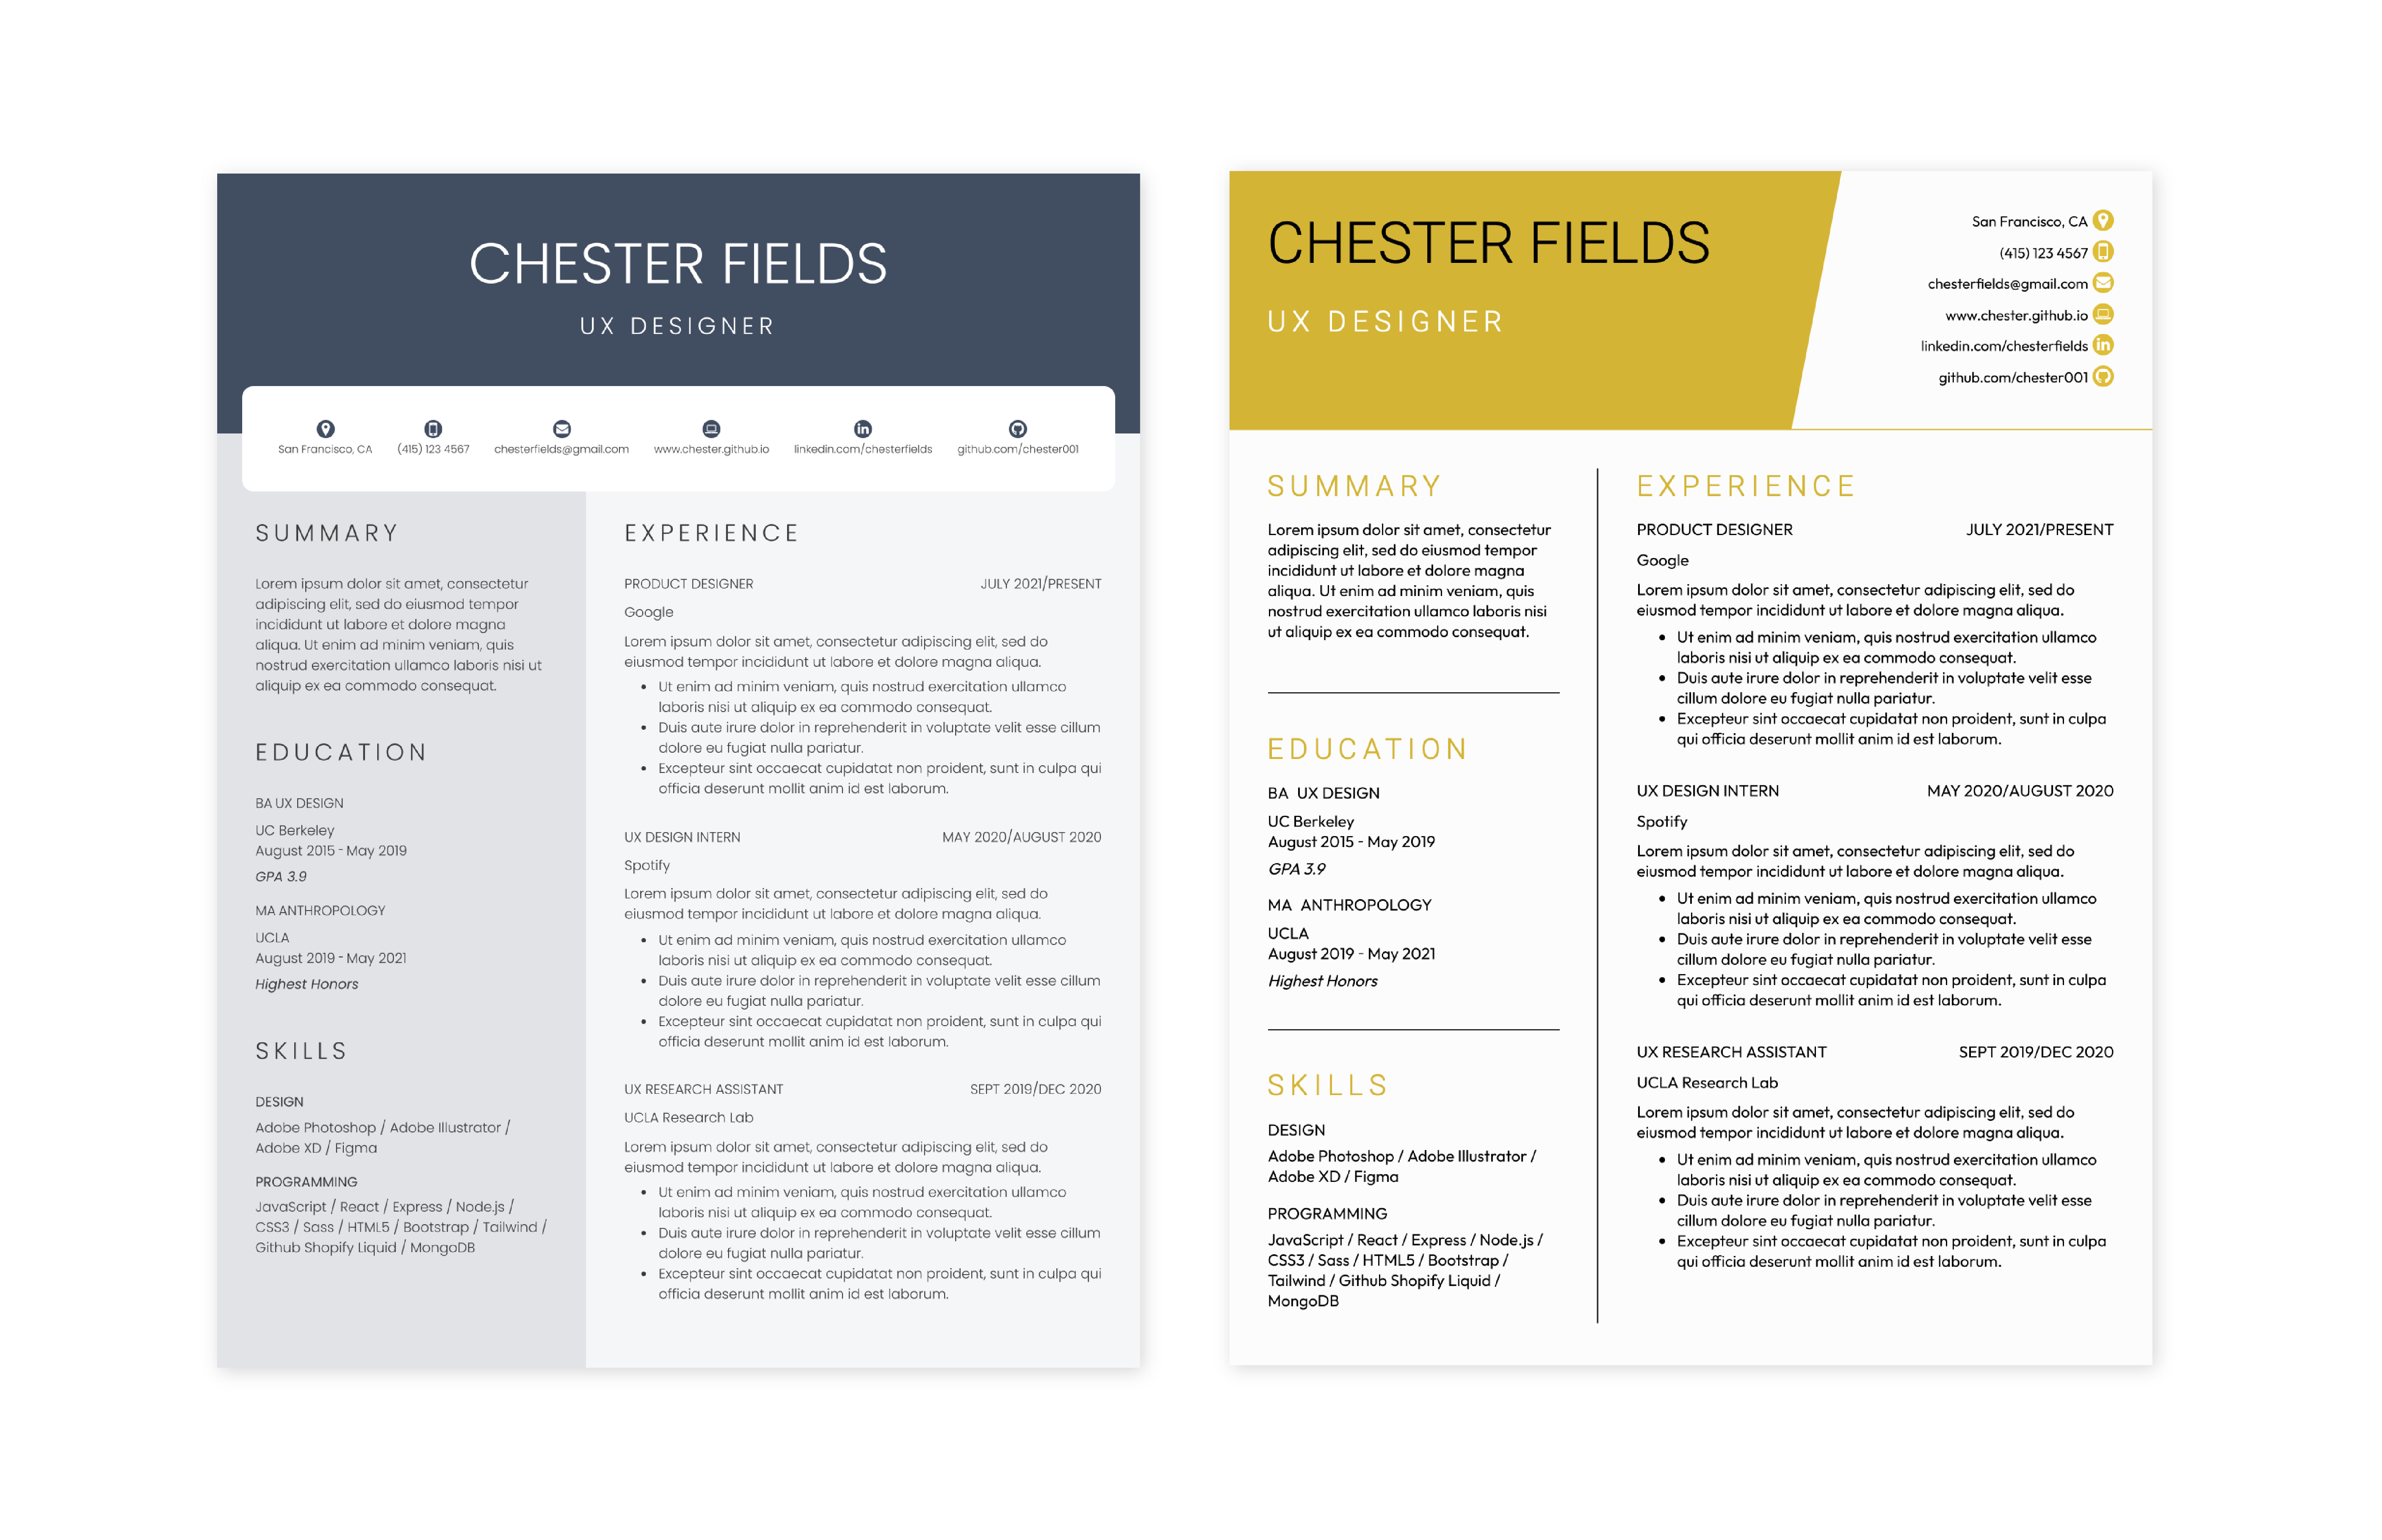 CHESTER FIELDS
UX DESIGNER
San Francisco, CA
(415) 123 4567
chesterfields@gmail.com
www.chester.github.io
linkedin.com/chesterfields
github.com/chester001
SUMMARY
Lorem ipsum dolor sit amet, consectetur
adipiscing elit, sed do eiusmod tempor
incididunt ut labore et dolore magna
aliqua. Ut enim ad minim veniam, quis
nostrud exercitation ullamco laboris nisi ut
aliquip ex ea commodo consequat.
EDUCATION
BA UX DESIGN
UC Berkeley
August 2015 - May 2019
GPA 3.9
MA ANTHROPOLOGY
UCLA
August 2019 - May 2021
Highest Honors
SKILLS
DESIGN
Adobe Photoshop / Adobe Illustrator /
Adobe XD / Figma
PROGRAMMING
JavaScript / React / Express / Node.js /
CSS3 / Sass / HTML5 / Bootstrap / Tailwind /
Github Shopify Liquid / MongoDB
EXPERIENCE
PRODUCT DESIGNER JULY 2021/PRESENT
Google
Lorem ipsum dolor sit amet, consectetur adipiscing elit, sed do
eiusmod tempor incididunt ut labore et dolore magna aliqua.
• Ut enim ad minim veniam, quis nostrud exercitation ullamco
laboris nisi ut aliquip ex ea commodo consequat.
• Duis aute irure dolor in reprehenderit in voluptate velit esse cillum
dolore eu fugiat nulla pariatur.
• Excepteur sint occaecat cupidatat non proident, sunt in culpa qui
officia deserunt mollit anim id est laborum.
UX DESIGN INTERN MAY 2020/AUGUST 2020
Spotify
Lorem ipsum dolor sit amet, consectetur adipiscing elit, sed do
eiusmod tempor incididunt ut labore et dolore magna aliqua.
• Ut enim ad minim veniam, quis nostrud exercitation ullamco
laboris nisi ut aliquip ex ea commodo consequat.
• Duis aute irure dolor in reprehenderit in voluptate velit esse cillum
dolore eu fugiat nulla pariatur.
• Excepteur sint occaecat cupidatat non proident, sunt in culpa qui
officia deserunt mollit anim id est laborum.
UX RESEARCH ASSISTANT SEPT 2019/DEC 2020
UCLA Research Lab
Lorem ipsum dolor sit amet, consectetur adipiscing elit, sed do
eiusmod tempor incididunt ut labore et dolore magna aliqua.
• Ut enim ad minim veniam, quis nostrud exercitation ullamco
laboris nisi ut aliquip ex ea commodo consequat.
• Duis aute irure dolor in reprehenderit in voluptate velit esse cillum
dolore eu fugiat nulla pariatur.
• Excepteur sint occaecat cupidatat non proident, sunt in culpa qui
officia deserunt mollit anim id est laborum.
CHESTER FIELDS
UX DESIGNER
San Francisco, CA
(415) 123 4567
chesterfields@gmail.com
www.chester.github.io
linkedin.com/chesterfields
github.com/chester001
SUMMARY
Lorem ipsum dolor sit amet, consectetur
adipiscing elit, sed do eiusmod tempor
incididunt ut labore et dolore magna
aliqua. Ut enim ad minim veniam, quis
nostrud exercitation ullamco laboris nisi
ut aliquip ex ea commodo consequat.
EDUCATION
BA UX DESIGN
UC Berkeley
August 2015 - May 2019
GPA 3.9
MA ANTHROPOLOGY
UCLA
August 2019 - May 2021
Highest Honors
SKILLS
DESIGN
Adobe Photoshop / Adobe Illustrator /
Adobe XD / Figma
PROGRAMMING
JavaScript / React / Express / Node.js /
CSS3 / Sass / HTML5 / Bootstrap /
Tailwind / Github Shopify Liquid /
MongoDB
EXPERIENCE
PRODUCT DESIGNER JULY 2021/PRESENT
Google
Lorem ipsum dolor sit amet, consectetur adipiscing elit, sed do
eiusmod tempor incididunt ut labore et dolore magna aliqua.
• Ut enim ad minim veniam, quis nostrud exercitation ullamco
laboris nisi ut aliquip ex ea commodo consequat.
• Duis aute irure dolor in reprehenderit in voluptate velit esse
cillum dolore eu fugiat nulla pariatur.
• Excepteur sint occaecat cupidatat non proident, sunt in culpa
qui officia deserunt mollit anim id est laborum.
UX DESIGN INTERN MAY 2020/AUGUST 2020
Spotify
Lorem ipsum dolor sit amet, consectetur adipiscing elit, sed do
eiusmod tempor incididunt ut labore et dolore magna aliqua.
• Ut enim ad minim veniam, quis nostrud exercitation ullamco
laboris nisi ut aliquip ex ea commodo consequat.
• Duis aute irure dolor in reprehenderit in voluptate velit esse
cillum dolore eu fugiat nulla pariatur.
• Excepteur sint occaecat cupidatat non proident, sunt in culpa
qui officia deserunt mollit anim id est laborum.
UX RESEARCH ASSISTANT SEPT 2019/DEC 2020
UCLA Research Lab
Lorem ipsum dolor sit amet, consectetur adipiscing elit, sed do
eiusmod tempor incididunt ut labore et dolore magna aliqua.
• Ut enim ad minim veniam, quis nostrud exercitation ullamco
laboris nisi ut aliquip ex ea commodo consequat.
• Duis aute irure dolor in reprehenderit in voluptate velit esse
cillum dolore eu fugiat nulla pariatur.
• Excepteur sint occaecat cupidatat non proident, sunt in culpa
qui officia deserunt mollit anim id est laborum.